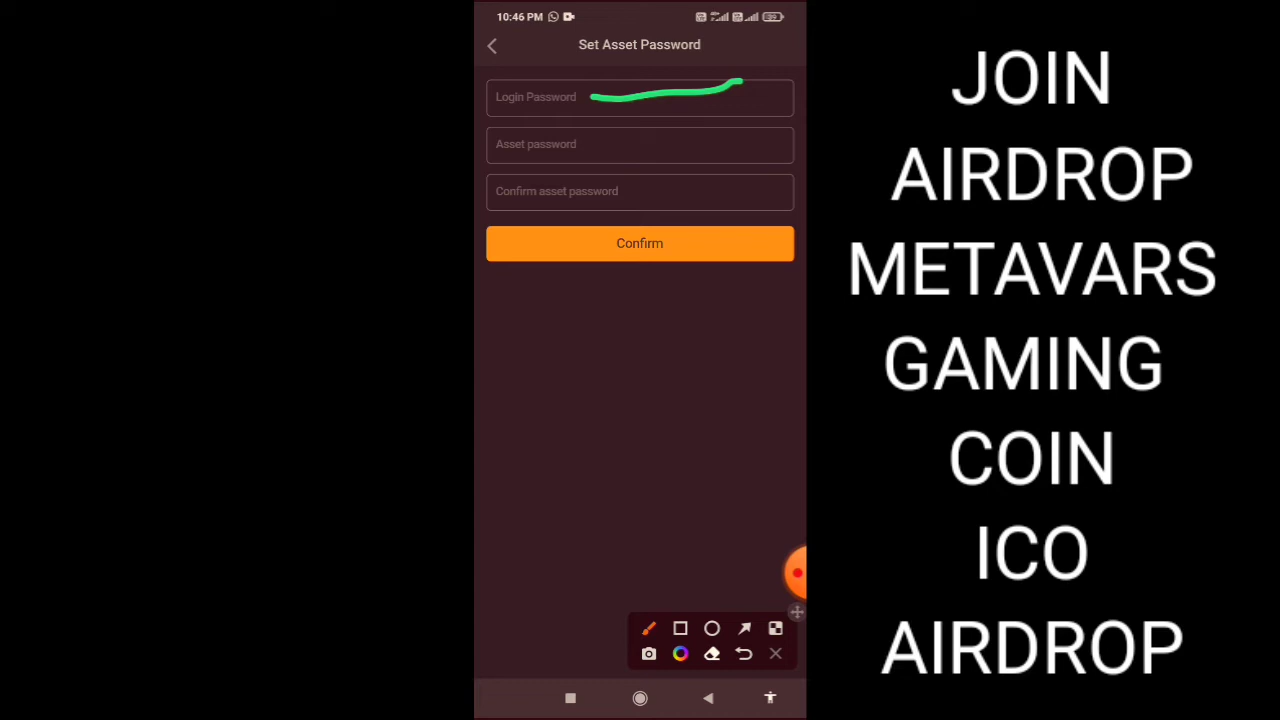 10:46 PM
Set Asset Password
Login Password
Asset password
Confirm asset password
Confirm
JOIN
AIRDROP
METAVARS
GAMING
COIN
ICO
AIRDROP